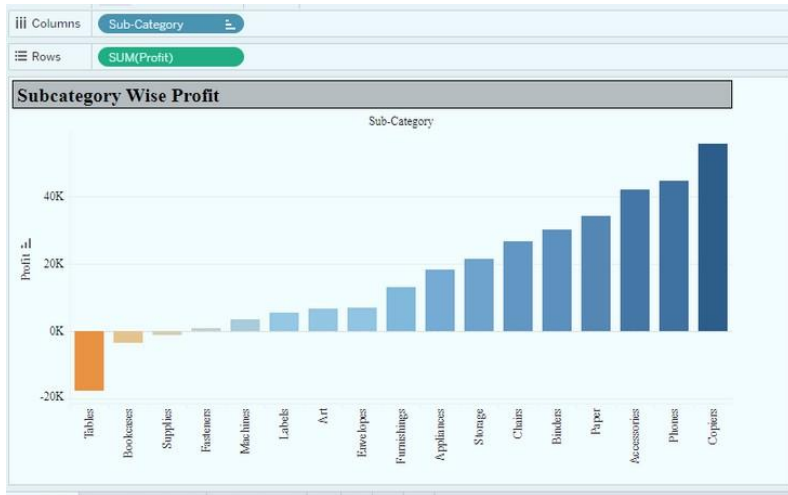 Columns Sub-Category
Rows SUM(Profit)
Subcategory Wise Profit
Sub-Category
40K
20K
0K
-20K
Profit
Tables
Bookcases
Supplies
Fasteners
Machines
Labels
Art
Envelopes
Furnishings
Appliances
Storage
Chairs
Binders
Paper
Accessories
Phones
Copiers